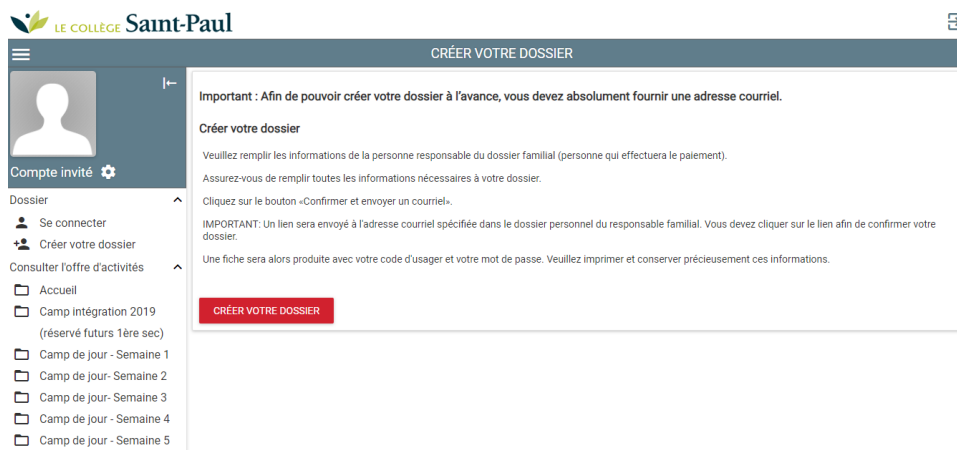 LE COLLÈGE Saint-Paul
CRÉER VOTRE DOSSIER
Compte invité
Dossier
Se connecter
Créer votre dossier
Consulter l'offre d'activités
Accueil
Camp intégration 2019
(réservé futurs 1ère sec)
Camp de jour - Semaine 1
Camp de jour- Semaine 2
Camp de jour- Semaine 3
Camp de jour - Semaine 4
Camp de jour - Semaine 5
Important : Afin de pouvoir créer votre dossier à l'avance, vous devez absolument fournir une adresse courriel.
Créer votre dossier
Veuillez remplir les informations de la personne responsable du dossier familial (personne qui effectuera le paiement).
Assurez-vous de remplir toutes les informations nécessaires à votre dossier.
Cliquez sur le bouton «Confirmer et envoyer un courriel».
IMPORTANT: Un lien sera envoyé à l'adresse courriel spécifiée dans le dossier personnel du responsable familial. Vous devez cliquer sur le lien afin de confirmer votre
dossier.
Une fiche sera alors produite avec votre code d'usager et votre mot de passe. Veuillez imprimer et conserver précieusement ces informations.
CRÉER VOTRE DOSSIER